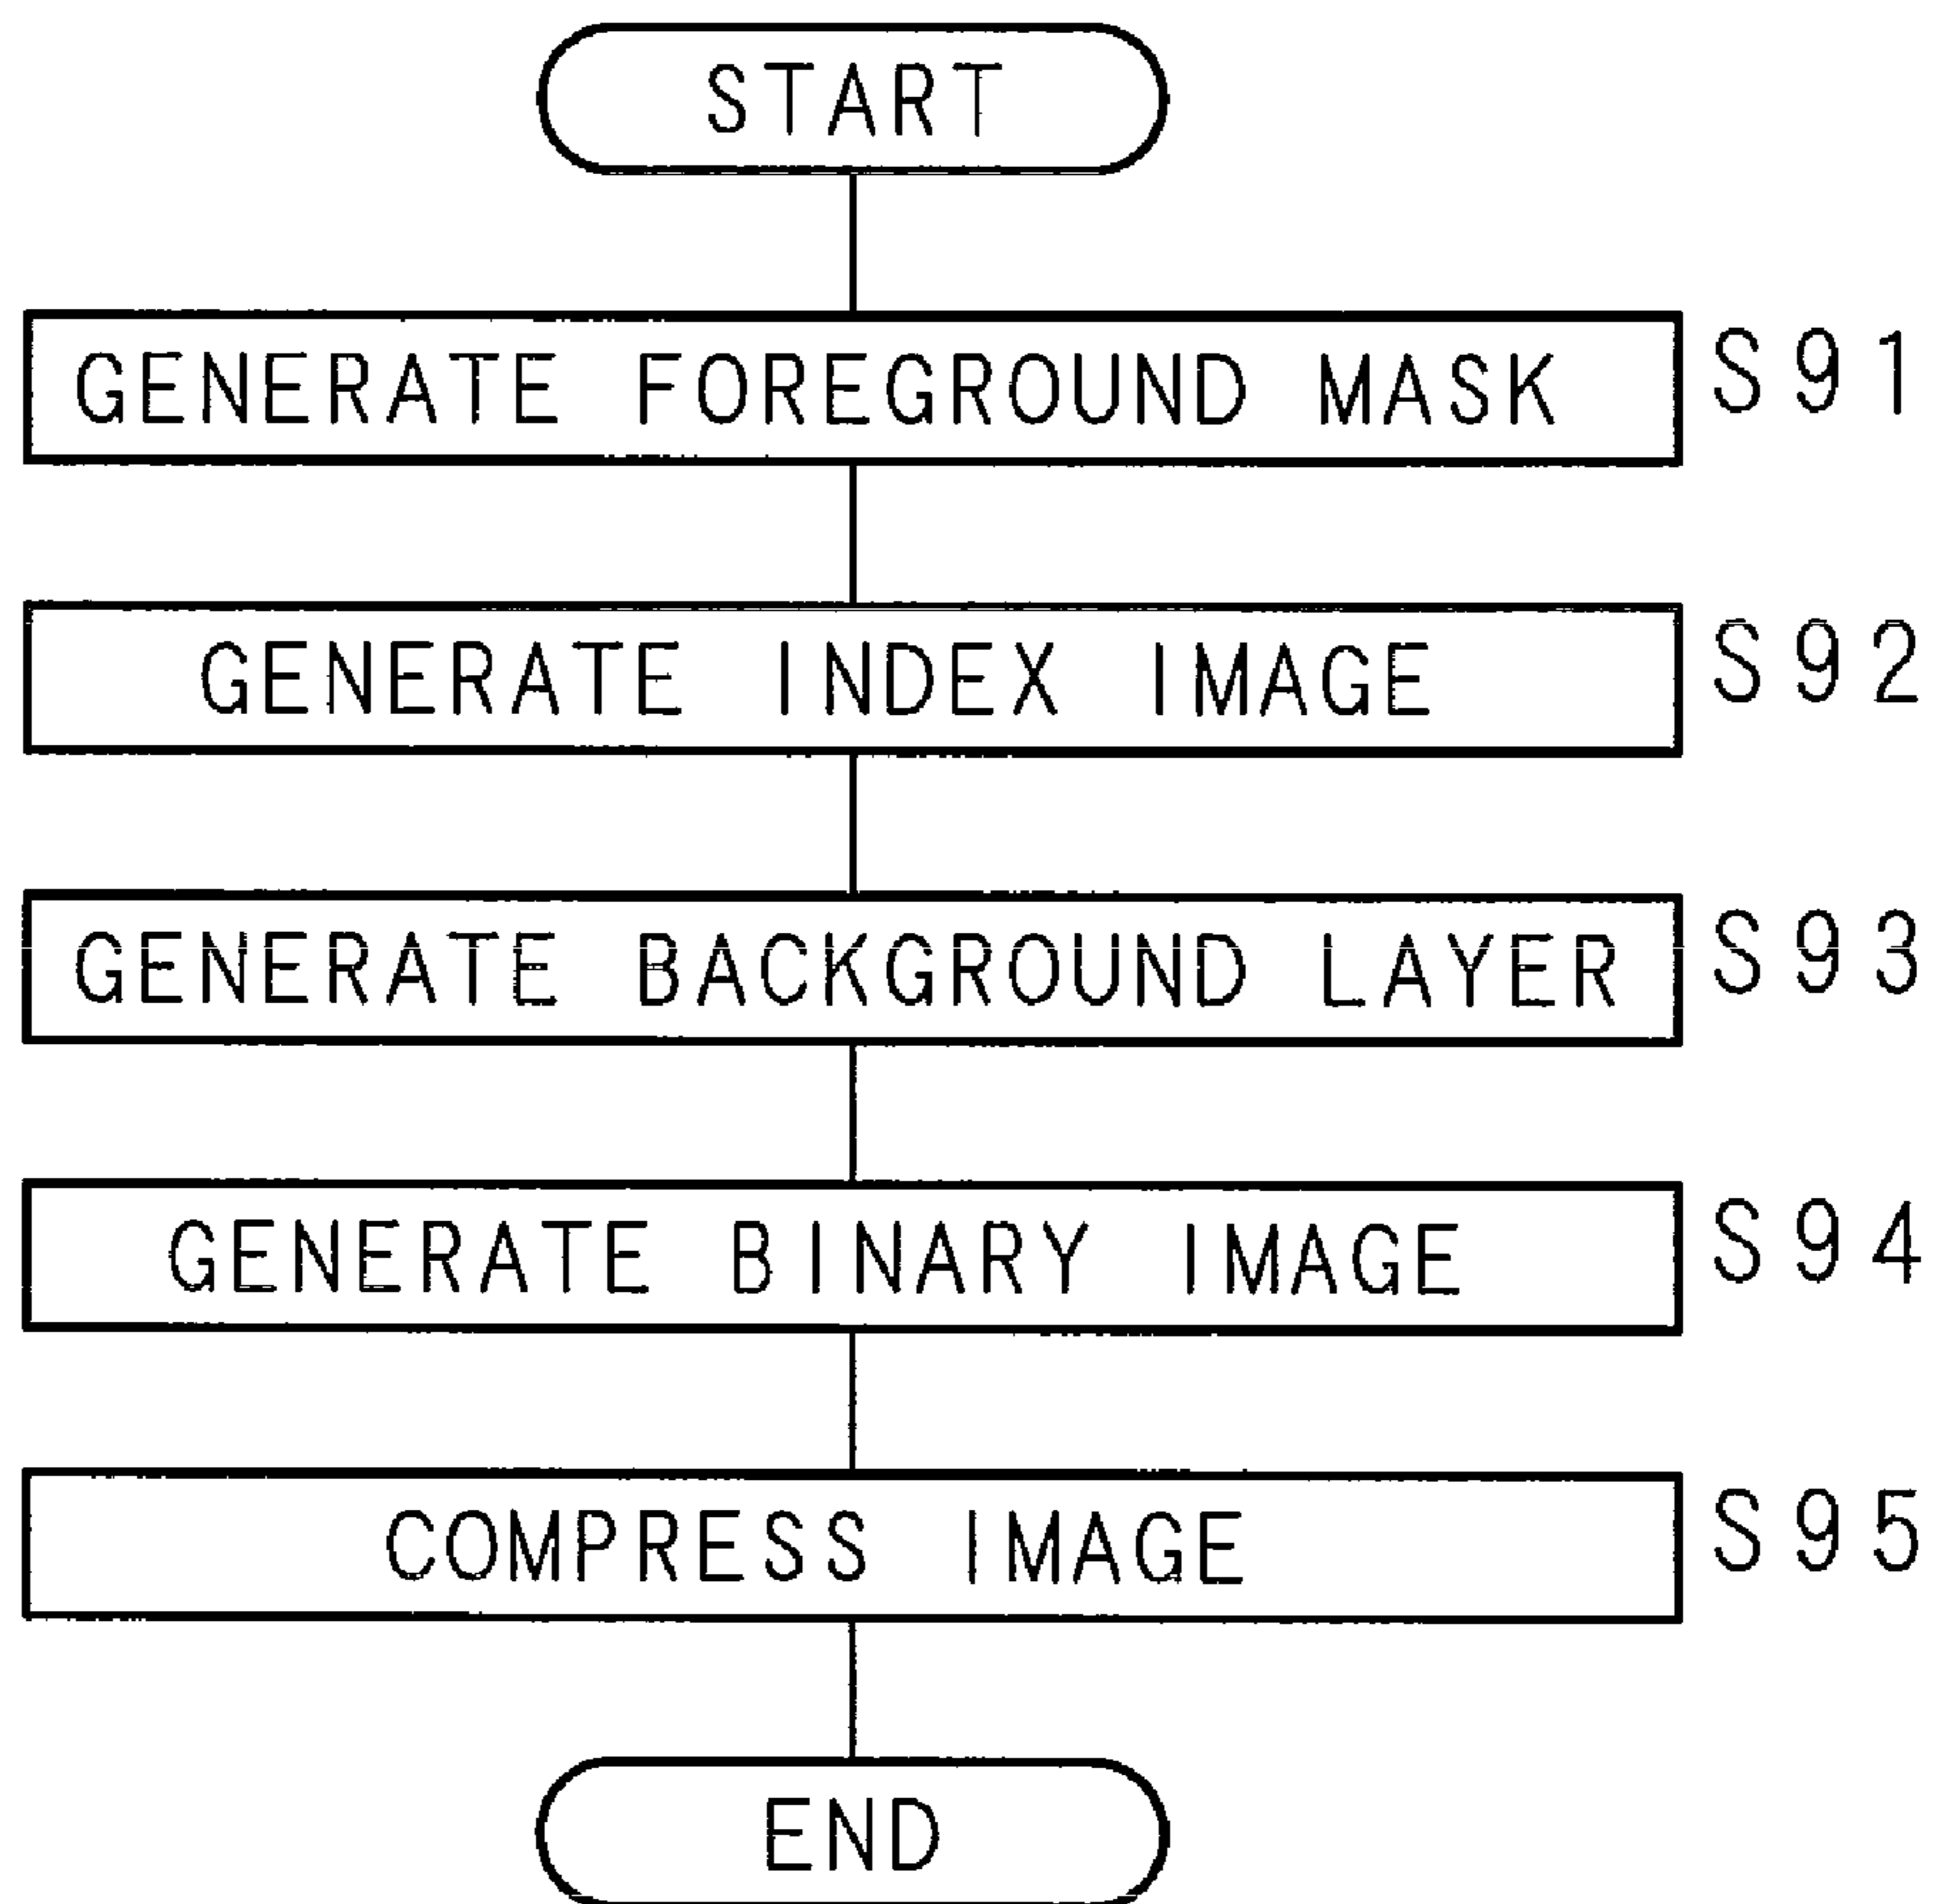 START
GENERATE FOREGROUND MASK S91
GENERATE INDEX IMAGE S92
GENERATE BACKGROUND LAYER S93
GENERATE BINARY IMAGE S94
COMPRESS IMAGE S95
END